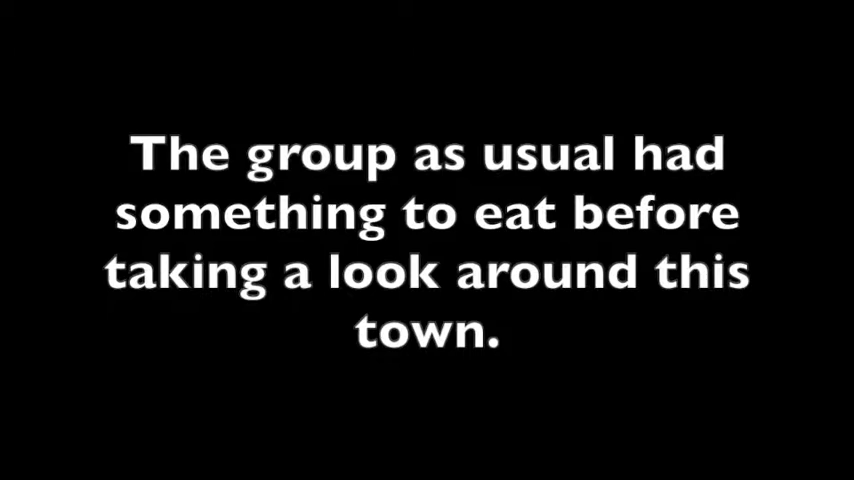 The group as usual had
something to eat before
taking a look around this
town.